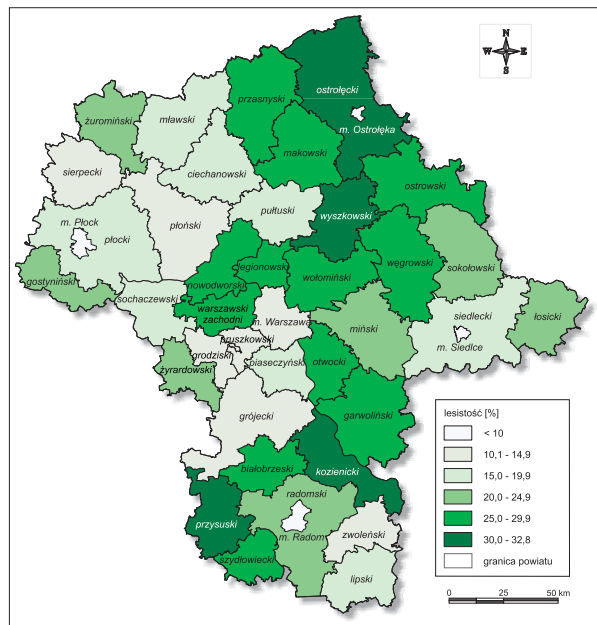 N
W E
S
ostrołęcki
m. Ostrołęka
przasnyski
mławski
żuromiński
makowski
ciechanowski
sierpecki
ostrowski
pułtuski
płoński
wyszkowski
m. Płock
płocki
węgrowski
sokołowski
legionowski
wołomiński
nowodworski
gostyniński
sochaczewski
warszawski
zachodni
m. Warszawa
miński
siedlecki
m. Siedlce
łosicki
pruszkowski
grodziski
żyrardowski
biaseczyński
otwocki
grójecki
garwoliński
białobrzeski
kozienicki
radomski
przysuski
m. Radom
zwoleński
szydłowiecki
lipski
lesistość [%]
< 10
10,1 - 14,9
15,0 - 19,9
20,0 - 24,9
25,0 - 29,9
30,0 - 32,8
granica powiatu
0 25 50 km